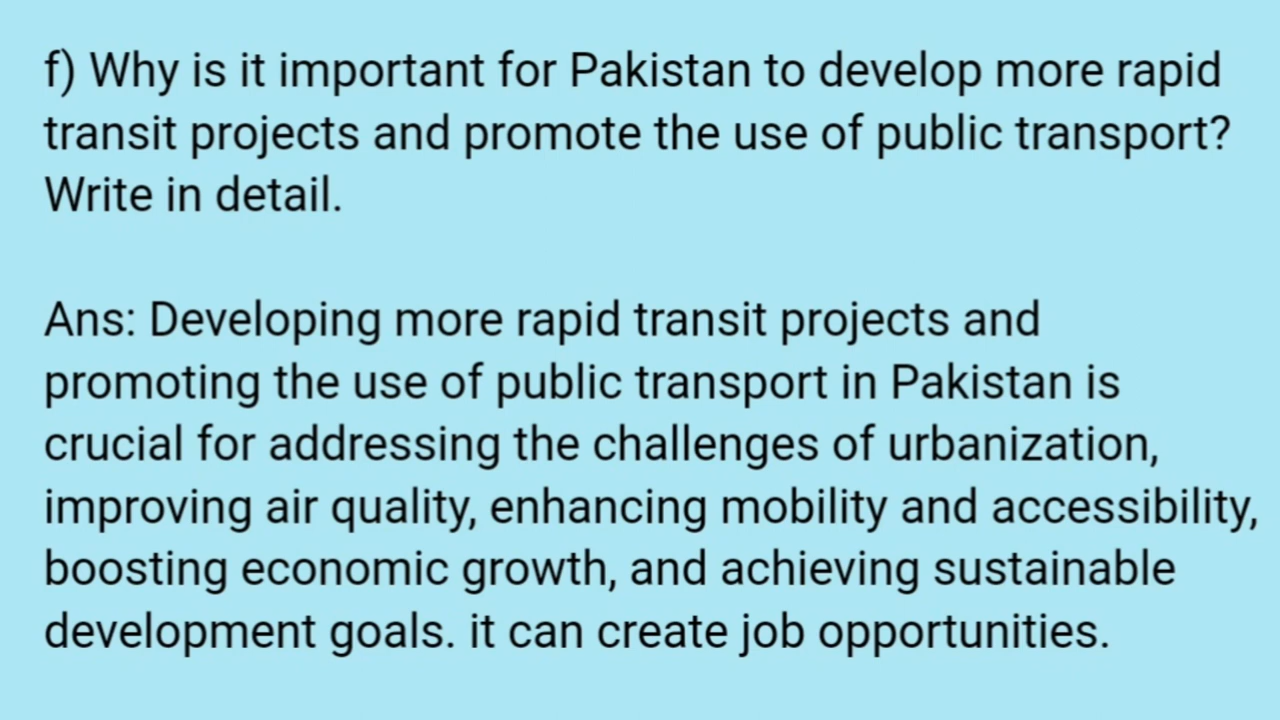 f) Why is it important for Pakistan to develop more rapid
transit projects and promote the use of public transport?
Write in detail.
Ans: Developing more rapid transit projects and
promoting the use of public transport in Pakistan is
crucial for addressing the challenges of urbanization,
improving air quality, enhancing mobility and accessibility,
boosting economic growth, and achieving sustainable
development goals. it can create job opportunities.